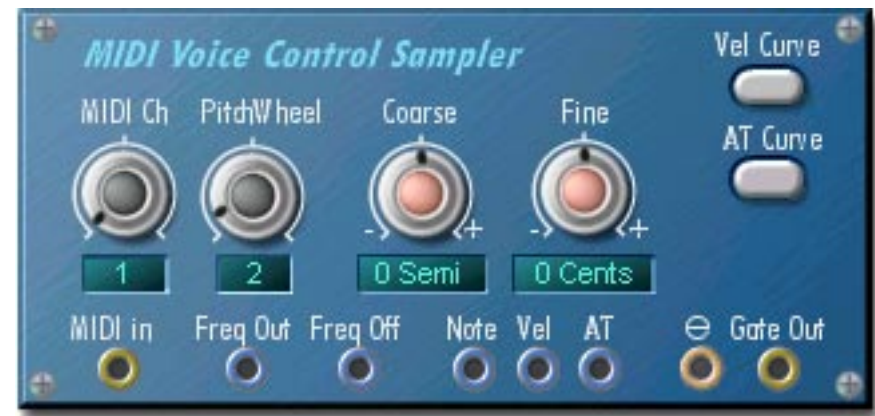 MIDI Voice Control Sampler
Vel Curve
AT Curve
MIDI Ch PitchWheel Coarse Fine
- + - +
1 2 0 Semi 0 Cents
MIDI in Freq Out Freq Off Note Vel AT ⊖ Gate Out